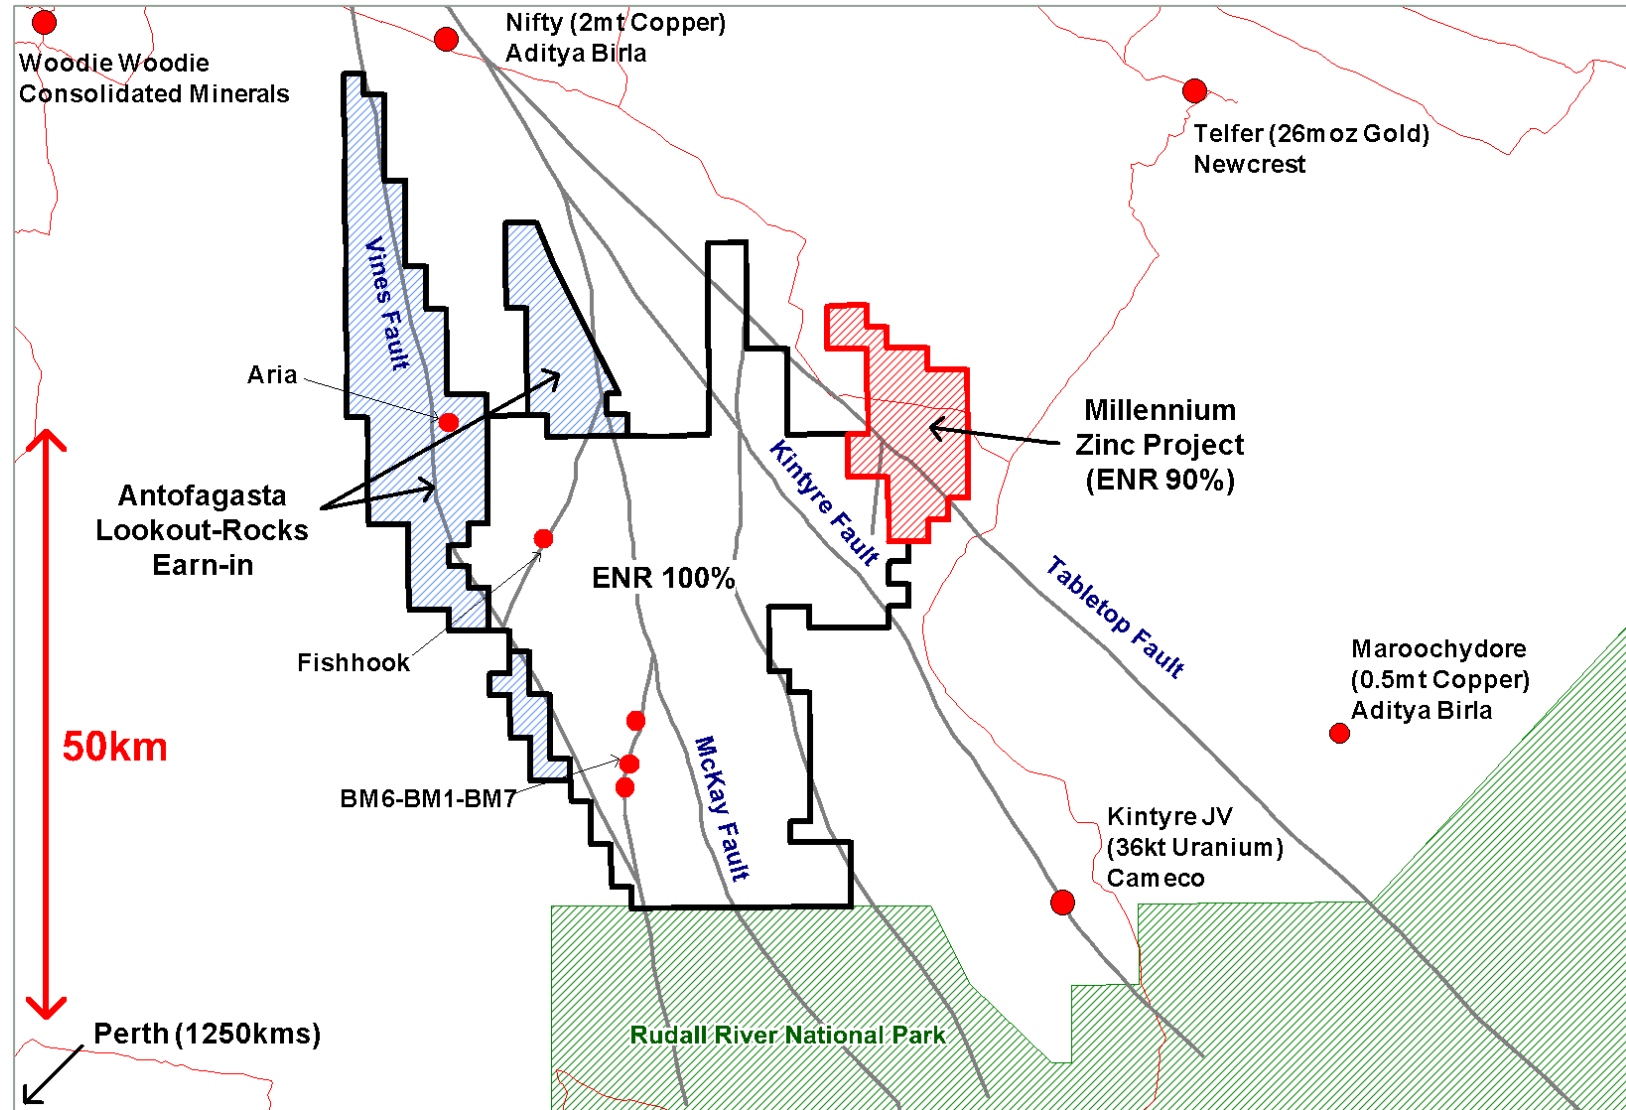 Nifty (2mt Copper)
Aditya Birla
Woodie Woodie
Consolidated Minerals
Telfer (26moz Gold)
Newcrest
Vines Fault
Aria
Millennium
Zinc Project
(ENR 90%)
Kintyre Fault
Antofagasta
Lookout-Rocks
Earn-in
ENR 100%
Tabletop Fault
Fishhook
Maroochydore
(0.5mt Copper)
Aditya Birla
50km
McKay Fault
BM6-BM1-BM7
Kintyre JV
(36kt Uranium)
Cameco
Rudall River National Park
Perth (1250kms)